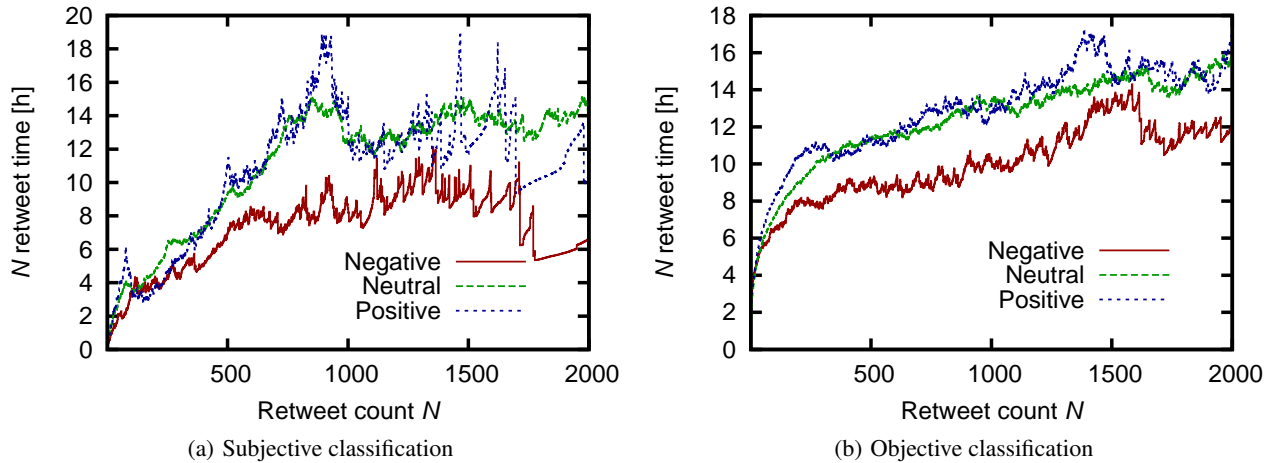 20
18
16
14
12
10
8
6
4
2
0
N retweet time [h]
Negative
Neutral
Positive
500 1000 1500 2000
Retweet count N
(a) Subjective classification
18
16
14
12
10
8
6
4
2
0
N retweet time [h]
Negative
Neutral
Positive
500 1000 1500 2000
Retweet count N
(b) Objective classification